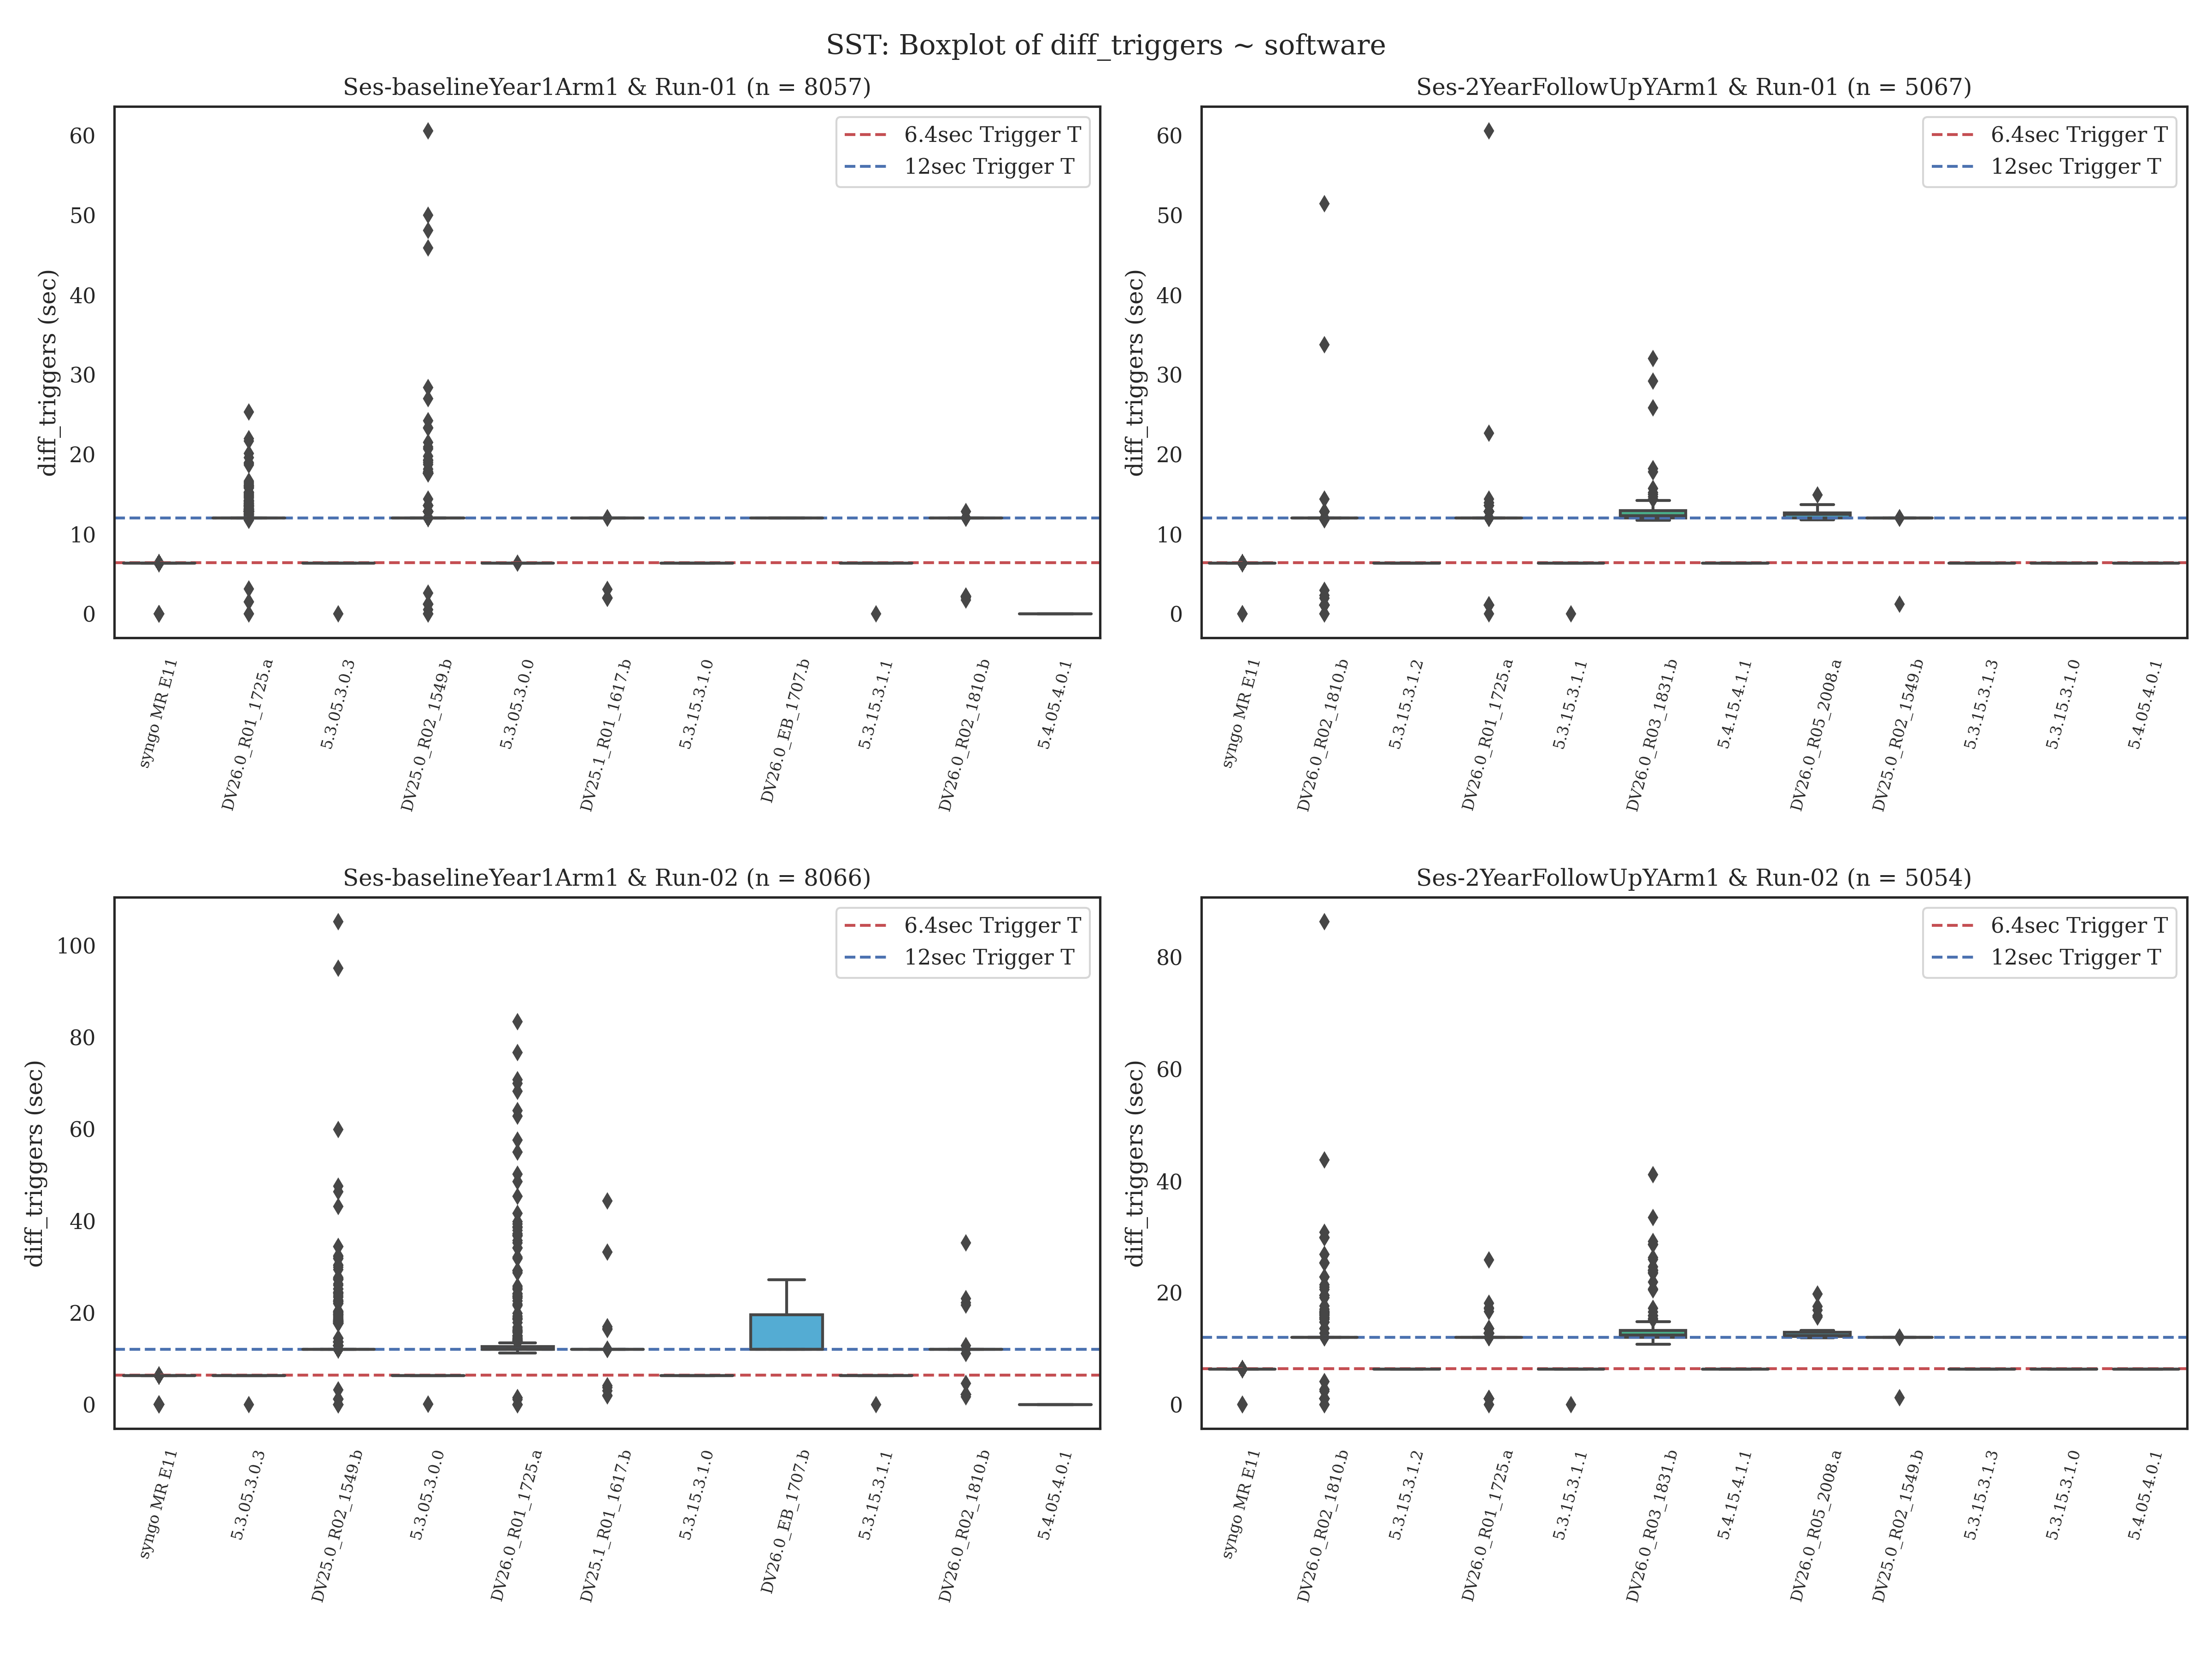 SST: Boxplot of diff_triggers ~ software
Ses-baselineYear1Arm1 & Run-01 (n = 8057)
diff_triggers (sec)
60
50
40
30
20
10
0
6.4sec Trigger T
12sec Trigger T
syngo MR E11
DV26.0_R01_1725.a
5.3.05.3.0.3
DV25.0_R02_1549.b
5.3.05.3.0.0
DV25.1_R01_1617.b
5.3.15.3.1.0
DV26.0_EB_1707.b
5.3.15.3.1.1
DV26.0_R02_1810.b
5.4.05.4.0.1
Ses-2YearFollowUpYArm1 & Run-01 (n = 5067)
diff_triggers (sec)
60
50
40
30
20
10
0
6.4sec Trigger T
12sec Trigger T
syngo MR E11
DV26.0_R02_1810.b
5.3.15.3.1.2
DV26.0_R01_1725.a
5.3.15.3.1.1
DV26.0_R03_1831.b
5.4.15.4.1.1
DV26.0_R05_2008.a
DV25.0_R02_1549.b
5.3.15.3.1.3
5.3.15.3.1.0
5.4.05.4.0.1
Ses-baselineYear1Arm1 & Run-02 (n = 8066)
diff_triggers (sec)
100
80
60
40
20
0
6.4sec Trigger T
12sec Trigger T
syngo MR E11
5.3.05.3.0.3
DV25.0_R02_1549.b
5.3.05.3.0.0
DV26.0_R01_1725.a
DV25.1_R01_1617.b
5.3.15.3.1.0
DV26.0_EB_1707.b
5.3.15.3.1.1
DV26.0_R02_1810.b
5.4.05.4.0.1
Ses-2YearFollowUpYArm1 & Run-02 (n = 5054)
diff_triggers (sec)
80
60
40
20
0
6.4sec Trigger T
12sec Trigger T
syngo MR E11
DV26.0_R02_1810.b
5.3.15.3.1.2
DV26.0_R01_1725.a
5.3.15.3.1.1
DV26.0_R03_1831.b
5.4.15.4.1.1
DV26.0_R05_2008.a
DV25.0_R02_1549.b
5.3.15.3.1.3
5.3.15.3.1.0
5.4.05.4.0.1